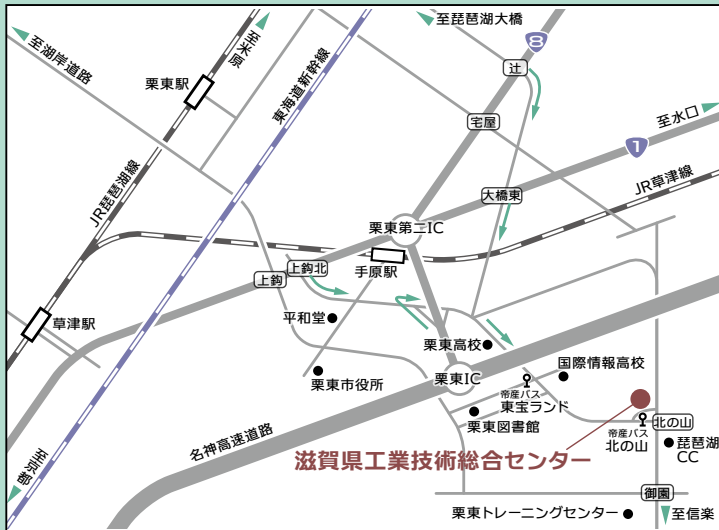 至琵琶湖大橋
至湖岸道路
至米原
栗東駅
東海道新幹線
8
辻
宅屋
至水口
1
JR琵琶湖線
JR草津線
大橋東
栗東第二IC
手原駅
上鈎北
上鈎
草津駅
平和堂
栗東高校
栗東市役所
栗東IC
国際情報高校
帝産バス
東宝ランド
栗東図書館
北の山
帝産バス
北の山
琵琶湖
CC
名神高速道路
至京都
滋賀県工業技術総合センター
御園
栗東トレーニングセンター
至信楽